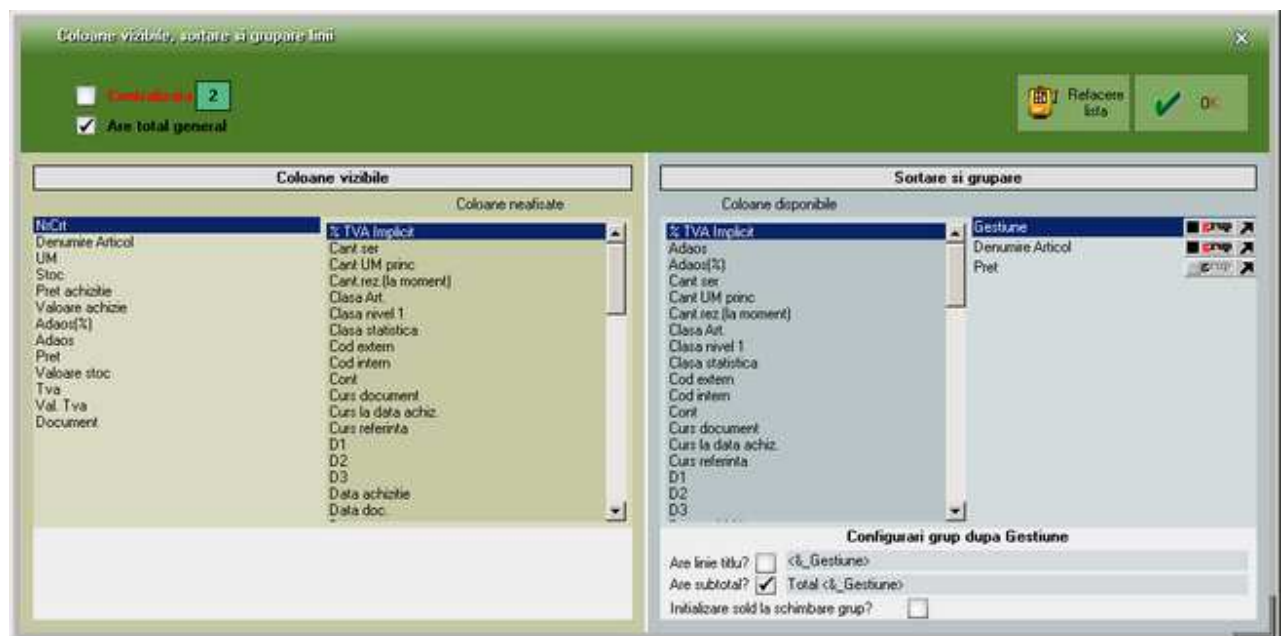 Coloane vizibile, sortare si grupare linii
Centralizata 2
Are total general
Refacere lista
OK
Coloane vizibile
Coloane neafisate
NrCrt
Denumire Articol
UM
Stoc
Pret achizitie
Valoare achizie
Adaos(%)
Adaos
Pret
Valoare stoc
Tva
Val. Tva
Document
% TVA Implicit
Cant ser
Cant UM princ
Cant.rez (la moment)
Clasa Art.
Clasa nivel 1
Clasa statistica
Cod extern
Cod intern
Cont
Curs document
Curs la data achiz.
Curs referinta
D1
D2
D3
Data achizitie
Data doc.
Sortare si grupare
Coloane disponibile
% TVA Implicit
Adaos
Adaos(%)
Cant ser
Cant UM princ
Cant.rez (la moment)
Clasa Art.
Clasa nivel 1
Clasa statistica
Cod extern
Cod intern
Cont
Curs document
Curs la data achiz.
Curs referinta
D1
D2
D3
Gestiune grup
Denumire Articol grup
Pret grup
Configurari grup dupa Gestiune
Are linie titlu? <&_Gestiune>
Are subtotal? Total <&_Gestiune>
Initializare sold la schimbare grup?